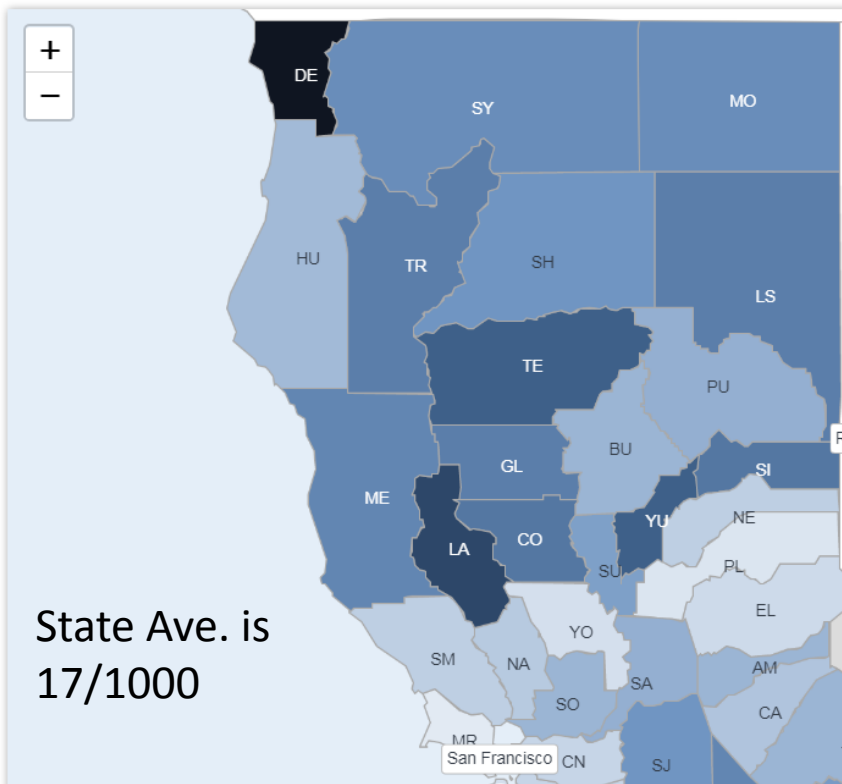 +
−
DE
SY
MO
HU
TR
SH
LS
TE
PU
BU
GL
SI
ME
YU
NE
LA
CO
SU
PL
EL
YO
SM
NA
AM
SA
SO
CA
MR
San Francisco
CN
SJ
State Ave. is
17/1000